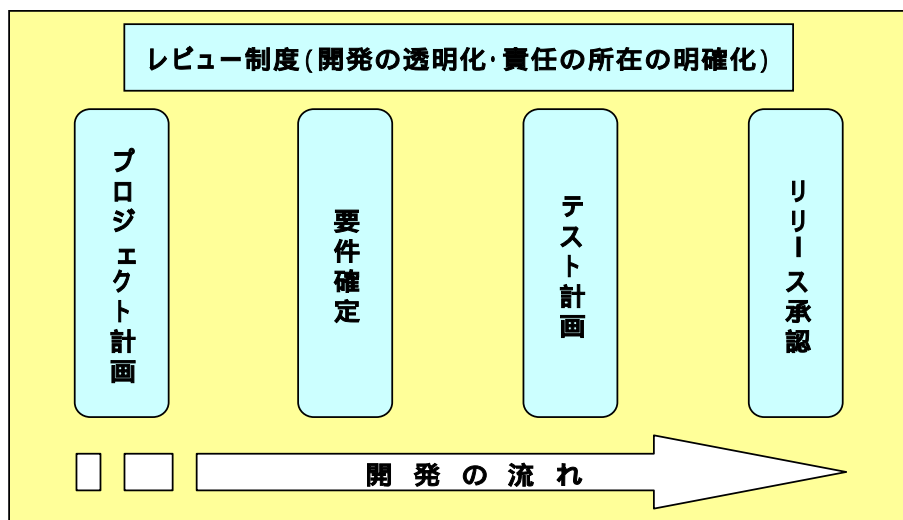 レビュー制度(開発の透明化･責任の所在の明確化)
プロジェクト計画
要件確定
テスト計画
リリース承認
開発の流れ